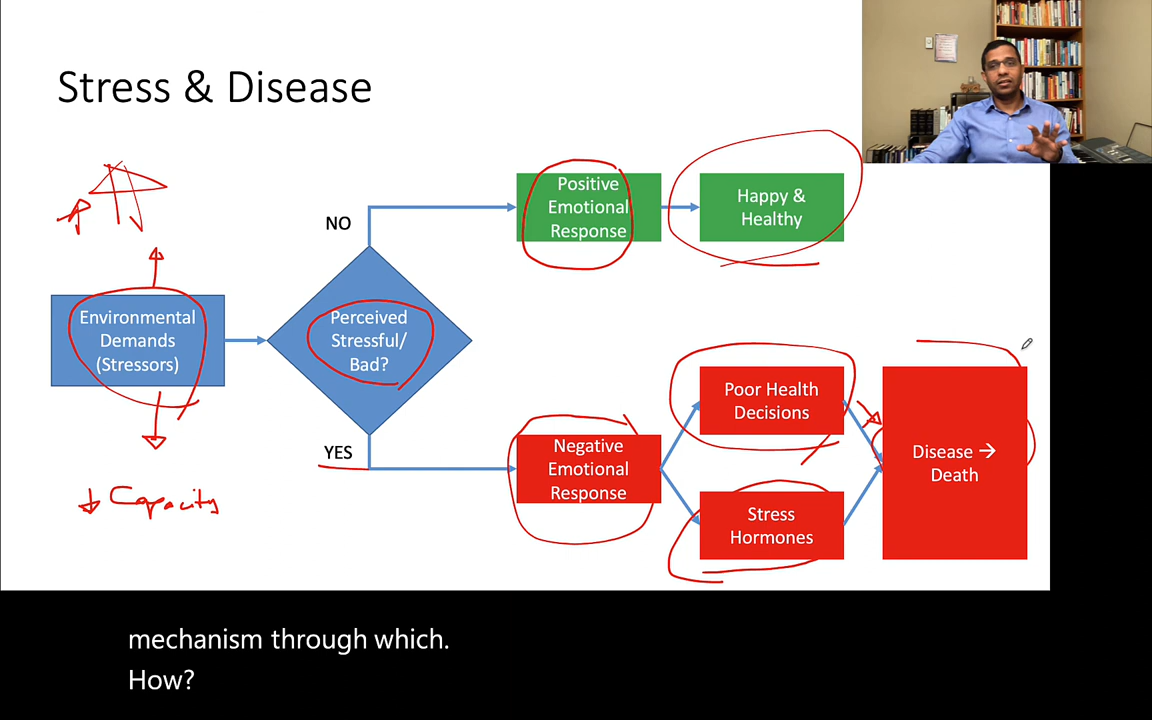 Stress & Disease
NO
Positive
Emotional
Response
Happy &
Healthy
Environmental
Demands
(Stressors)
Perceived
Stressful/
Bad?
YES
Negative
Emotional
Response
Poor Health
Decisions
Stress
Hormones
Disease →
Death
↓ Capacity
mechanism through which.
How?